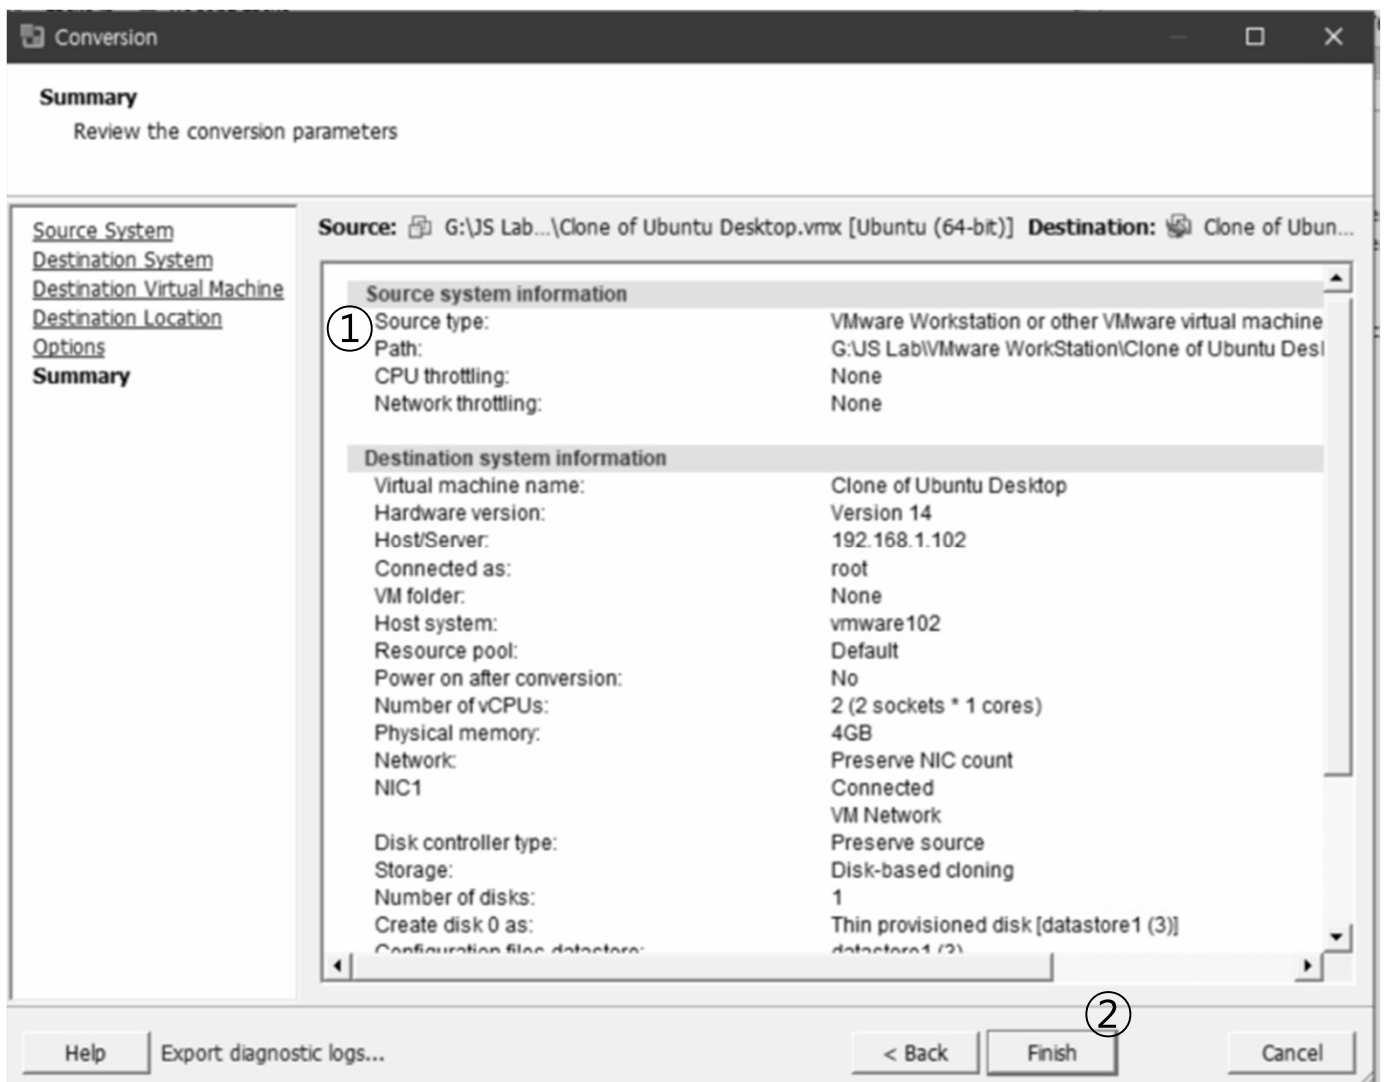 Conversion
Summary
Review the conversion parameters
Source System
Destination System
Destination Virtual Machine
Destination Location
Options
Summary
Source: G:\JS Lab...\Clone of Ubuntu Desktop.vmx [Ubuntu (64-bit)] Destination: Clone of Ubun...
Source system information
① Source type: VMware Workstation or other VMware virtual machine
Path: G:\JS Lab\VMware WorkStation\Clone of Ubuntu Desl
CPU throttling: None
Network throttling: None
Destination system information
Virtual machine name: Clone of Ubuntu Desktop
Hardware version: Version 14
Host/Server: 192.168.1.102
Connected as: root
VM folder: None
Host system: vmware102
Resource pool: Default
Power on after conversion: No
Number of vCPUs: 2 (2 sockets * 1 cores)
Physical memory: 4GB
Network: Preserve NIC count
NIC1 Connected
VM Network
Disk controller type: Preserve source
Storage: Disk-based cloning
Number of disks: 1
Create disk 0 as: Thin provisioned disk [datastore1 (3)]
Configuration files datastore: datastore1 (3)
②
Help Export diagnostic logs... < Back Finish Cancel